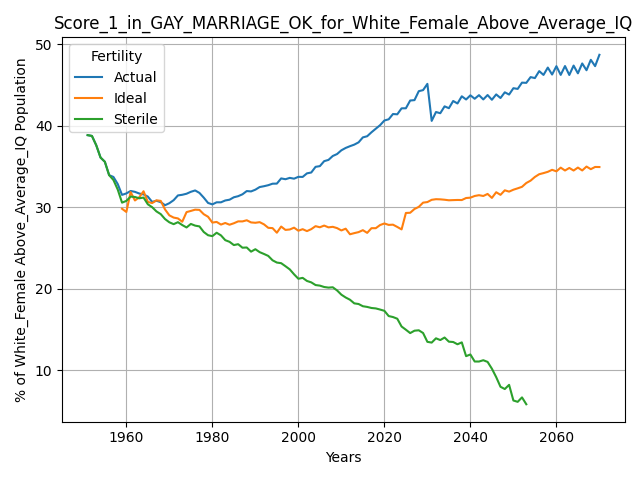 Score_1_in_GAY_MARRIAGE_OK_for_White_Female_Above_Average_IQ
Fertility
Actual
Ideal
Sterile
% of White_Female Above_Average_IQ Population
50
40
30
20
10
1960 1980 2000 2020 2040 2060
Years